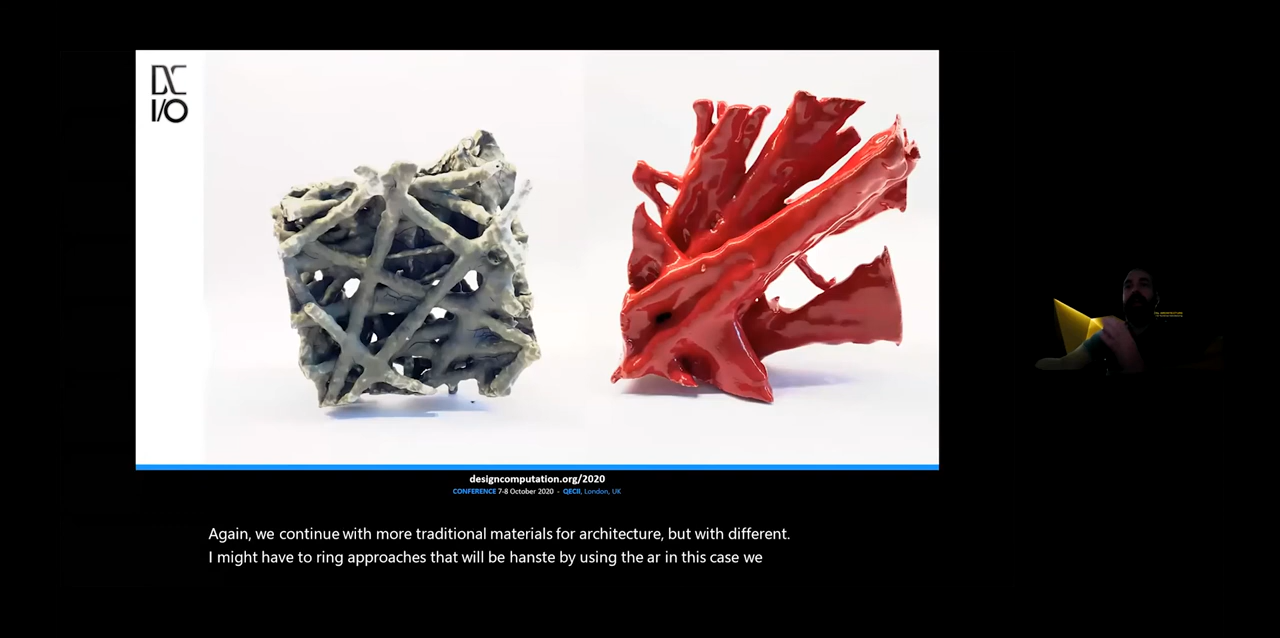 DC
I/O
designcomputation.org/2020
CONFERENCE 7-8 October 2020 - QECII, London, UK
Again, we continue with more traditional materials for architecture, but with different.
I might have to ring approaches that will be hanste by using the ar in this case we